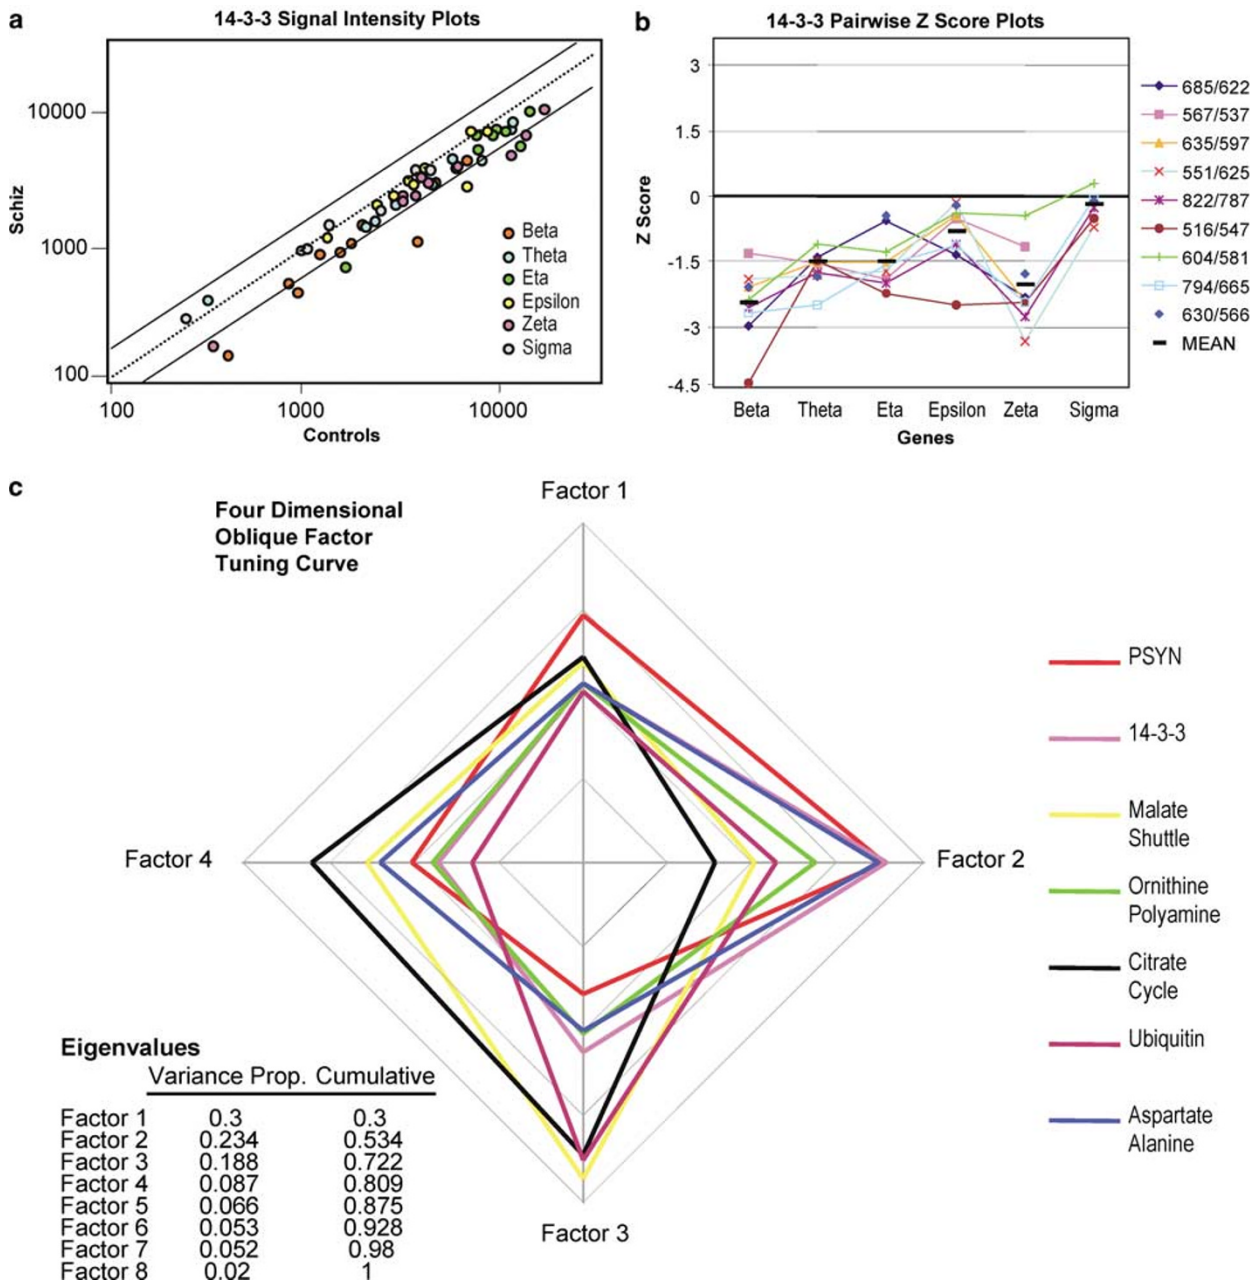 a
14-3-3 Signal Intensity Plots
Schiz
10000
1000
100
100
1000
10000
Controls
Beta
Theta
Eta
Epsilon
Zeta
Sigma
b
14-3-3 Pairwise Z Score Plots
Z Score
3
1.5
0
-1.5
-3
-4.5
Beta Theta Eta Epsilon Zeta Sigma
Genes
685/622
567/537
635/597
551/625
822/787
516/547
604/581
794/665
630/566
MEAN
c
Four Dimensional
Oblique Factor
Tuning Curve
Factor 1
Factor 2
Factor 3
Factor 4
PSYN
14-3-3
Malate
Shuttle
Ornithine
Polyamine
Citrate
Cycle
Ubiquitin
Aspartate
Alanine
Eigenvalues
Variance Prop. Cumulative
Factor 1 0.3 0.3
Factor 2 0.234 0.534
Factor 3 0.188 0.722
Factor 4 0.087 0.809
Factor 5 0.066 0.875
Factor 6 0.053 0.928
Factor 7 0.052 0.98
Factor 8 0.02 1